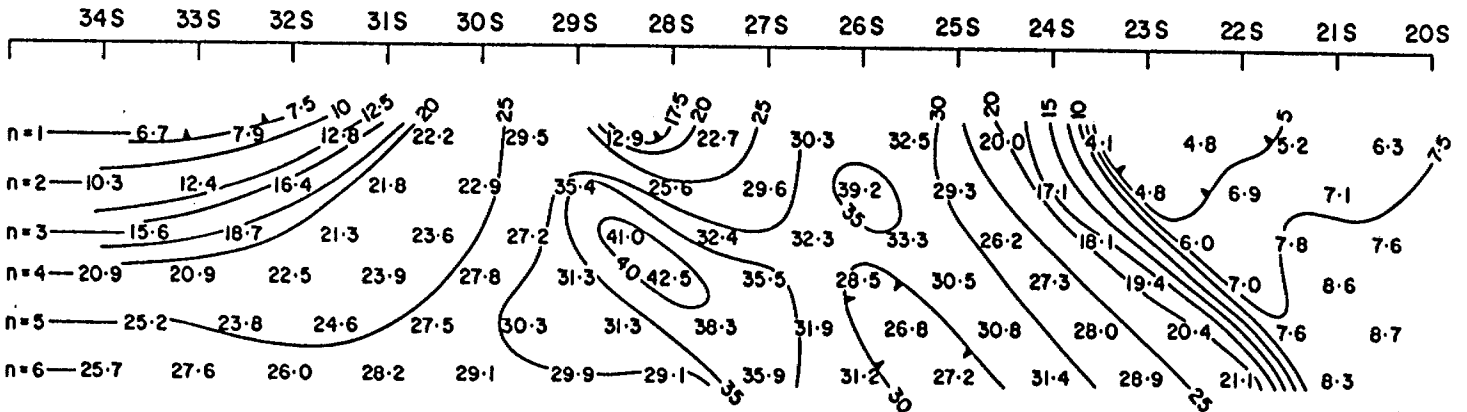 34S 33S 32S 31S 30S 29S 28S 27S 26S 25S 24S 23S 22S 21S 20S
7.5 10 12.5 20 25 17.5 20 25 30 20 15 10 5 7.5
n=1 6.7 7.9 12.8 22.2 29.5 12.9 22.7 30.3 32.5 20.0 4.1 4.8 5.2 6.3
n=2 10.3 12.4 16.4 21.8 22.9 35.4 25.6 29.6 39.2 29.3 17.1 4.8 6.9 7.1
35
n=3 15.6 18.7 21.3 23.6 27.2 41.0 32.4 32.3 33.3 26.2 18.1 6.0 7.8 7.6
40
n=4 20.9 20.9 22.5 23.9 27.8 31.3 42.5 35.5 28.5 30.5 27.3 19.4 7.0 8.6
n=5 25.2 23.8 24.6 27.5 30.3 31.3 38.3 31.9 26.8 30.8 28.0 20.4 7.6 8.7
n=6 25.7 27.6 26.0 28.2 29.1 29.9 29.1 35.9 31.2 27.2 31.4 28.9 21.1 8.3
35 30 25